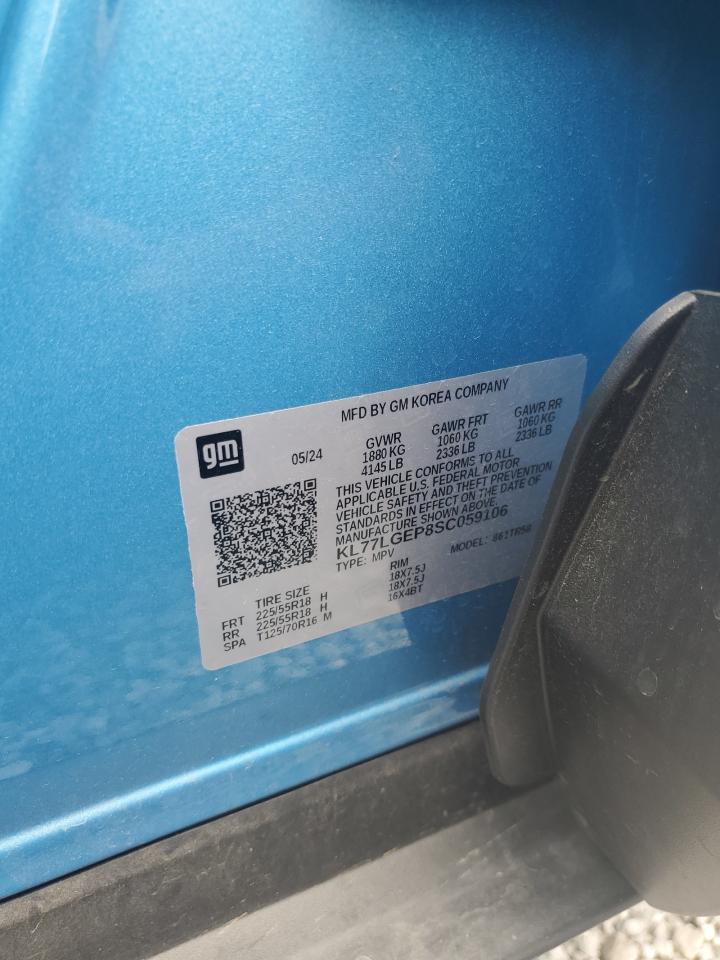 MFD BY GM KOREA COMPANY
gm
05/24
GVWR GAWR FRT GAWR RR
1880 KG 1060 KG 1060 KG
4145 LB 2336 LB 2336 LB
THIS VEHICLE CONFORMS TO ALL
APPLICABLE U.S. FEDERAL MOTOR
VEHICLE SAFETY AND THEFT PREVENTION
STANDARDS IN EFFECT ON THE DATE OF
MANUFACTURE SHOWN ABOVE.
KL77LGEP8SC059106
TYPE: MPV MODEL: 861TR58
TIRE SIZE RIM
FRT 225/55R18 H 18X7.5J
RR 225/55R18 H 18X7.5J
SPA T125/70R16 M 16X4BT